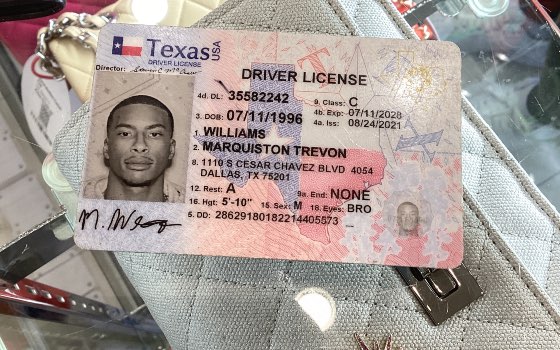 Texas USA
DRIVER LICENSE
Director:
DRIVER LICENSE
4d. DL: 35582242 9. Class: C
3. DOB: 07/11/1996 4b. Exp: 07/11/2028
4a. Iss: 08/24/2021
1. WILLIAMS
2. MARQUISTON TREVON
8. 1110 S CESAR CHAVEZ BLVD 4054
DALLAS, TX 75201
12. Rest: A 9a. End: NONE
16. Hgt: 5'-10" 15. Sex: M 18. Eyes: BRO
5. DD: 28629180182214405573